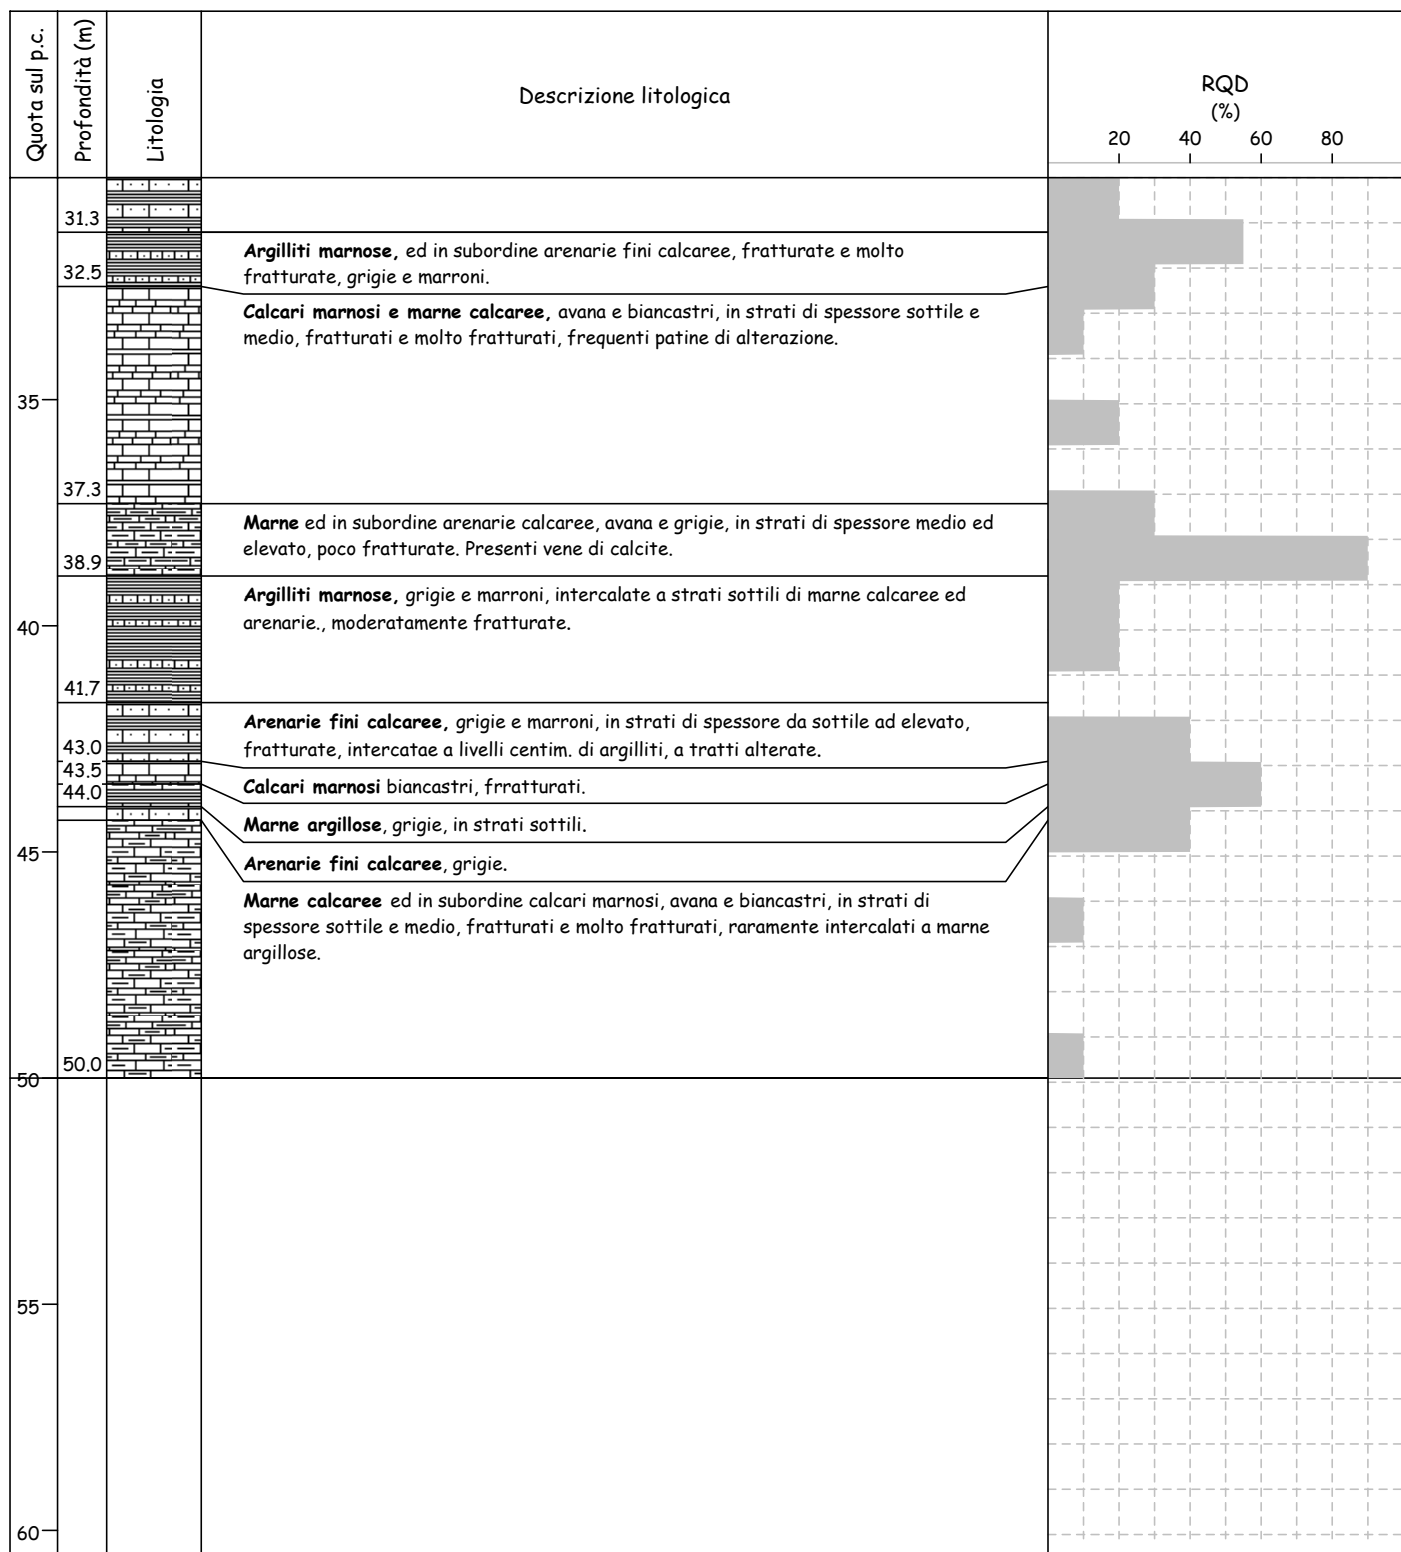 Quota sul p.c.
Profondità (m)
Litologia
Descrizione litologica
RQD
(%)
20 40 60 80
31.3
Argilliti marnose, ed in subordine arenarie fini calcaree, fratturate e molto
fratturate, grigie e marroni.
32.5
Calcari marnosi e marne calcaree, avana e biancastri, in strati di spessore sottile e
medio, fratturati e molto fratturati, frequenti patine di alterazione.
35
37.3
Marne ed in subordine arenarie calcaree, avana e grigie, in strati di spessore medio ed
elevato, poco fratturate. Presenti vene di calcite.
38.9
Argilliti marnose, grigie e marroni, intercalate a strati sottili di marne calcaree ed
arenarie., moderatamente fratturate.
40
41.7
Arenarie fini calcaree, grigie e marroni, in strati di spessore da sottile ad elevato,
fratturate, intercatae a livelli centim. di argilliti, a tratti alterate.
43.0
43.5
Calcari marnosi biancastri, frratturati.
44.0
Marne argillose, grigie, in strati sottili.
45
Arenarie fini calcaree, grigie.
Marne calcaree ed in subordine calcari marnosi, avana e biancastri, in strati di
spessore sottile e medio, fratturati e molto fratturati, raramente intercalati a marne
argillose.
50.0
50
55
60